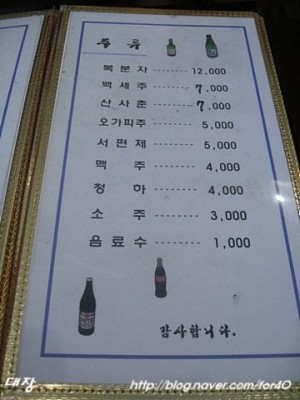 주 류
복분자 -------- 12,000
백세주 --------- 7,000
산사춘 --------- 7,000
오가피주 ------- 5,000
서편제 --------- 5,000
맥 주 --------- 4,000
청 하 --------- 4,000
소 주 --------- 3,000
음료수 -------- 1,000
감사합니다.
대장 http://blog.naver.com/for40